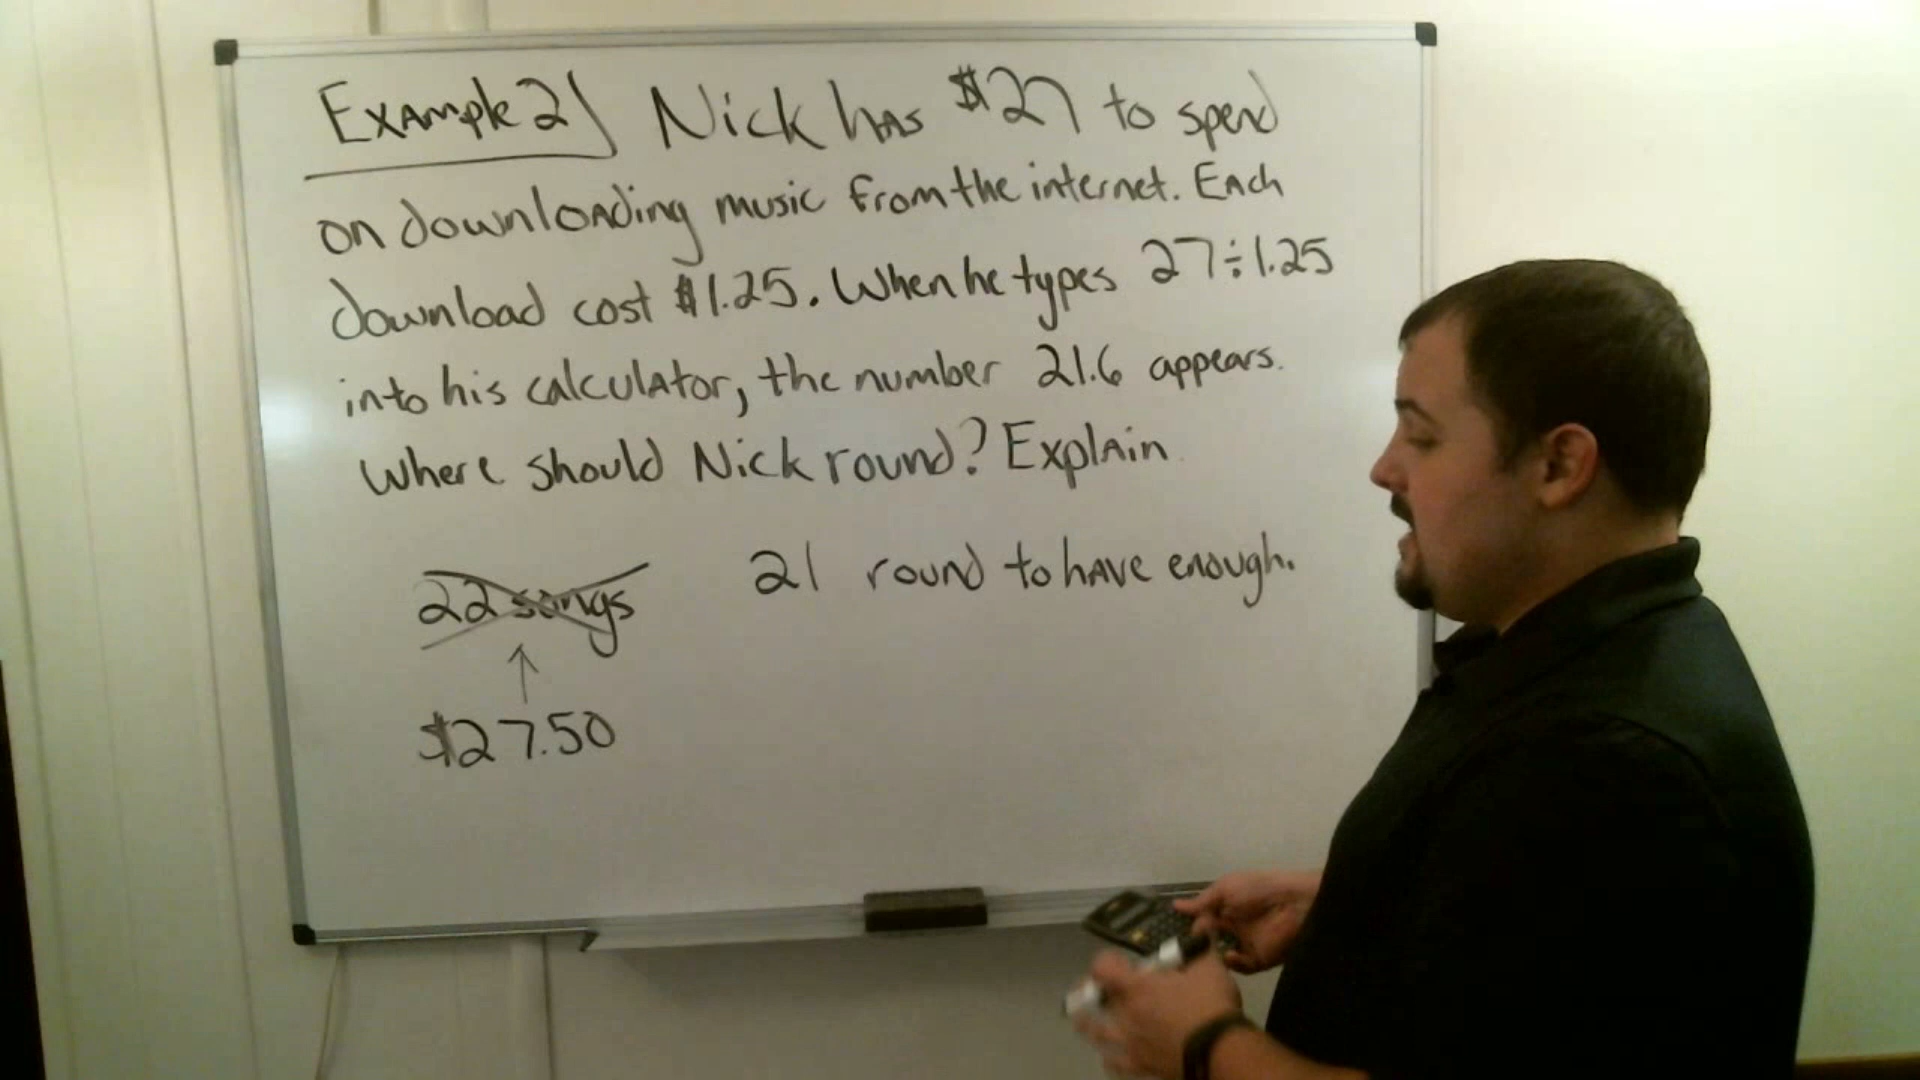 Example 2) Nick has $27 to spend
on downloading music from the internet. Each
download cost $1.25. When he types 27÷1.25
into his calculator, the number 21.6 appears.
Where should Nick round? Explain
22 songs
21 round to have enough.
↑
$27.50